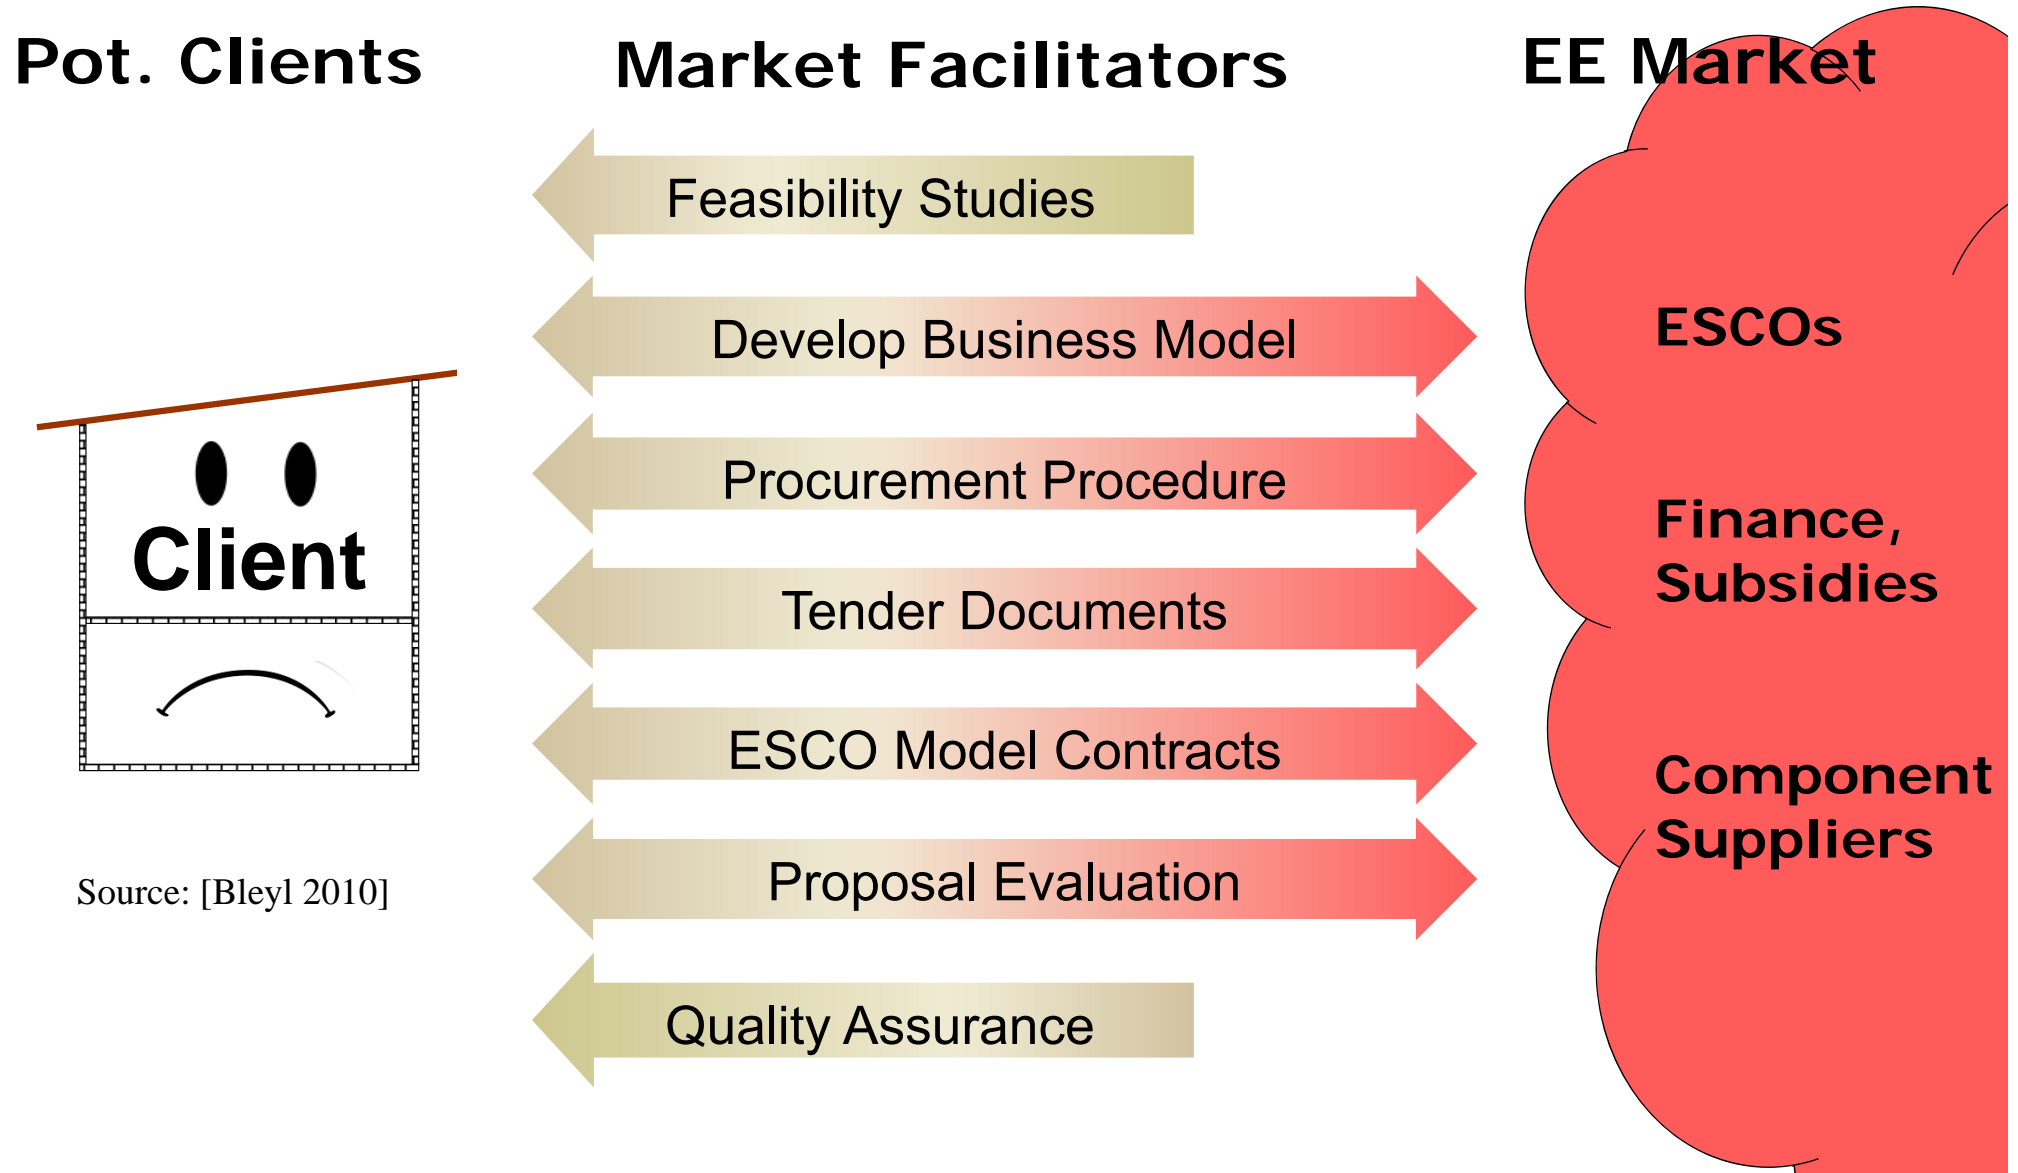 Pot. Clients
Market Facilitators
EE Market
Feasibility Studies
Develop Business Model
Procurement Procedure
Tender Documents
ESCO Model Contracts
Proposal Evaluation
Quality Assurance
Client
Source: [Bleyl 2010]
ESCOs
Finance,
Subsidies
Component
Suppliers